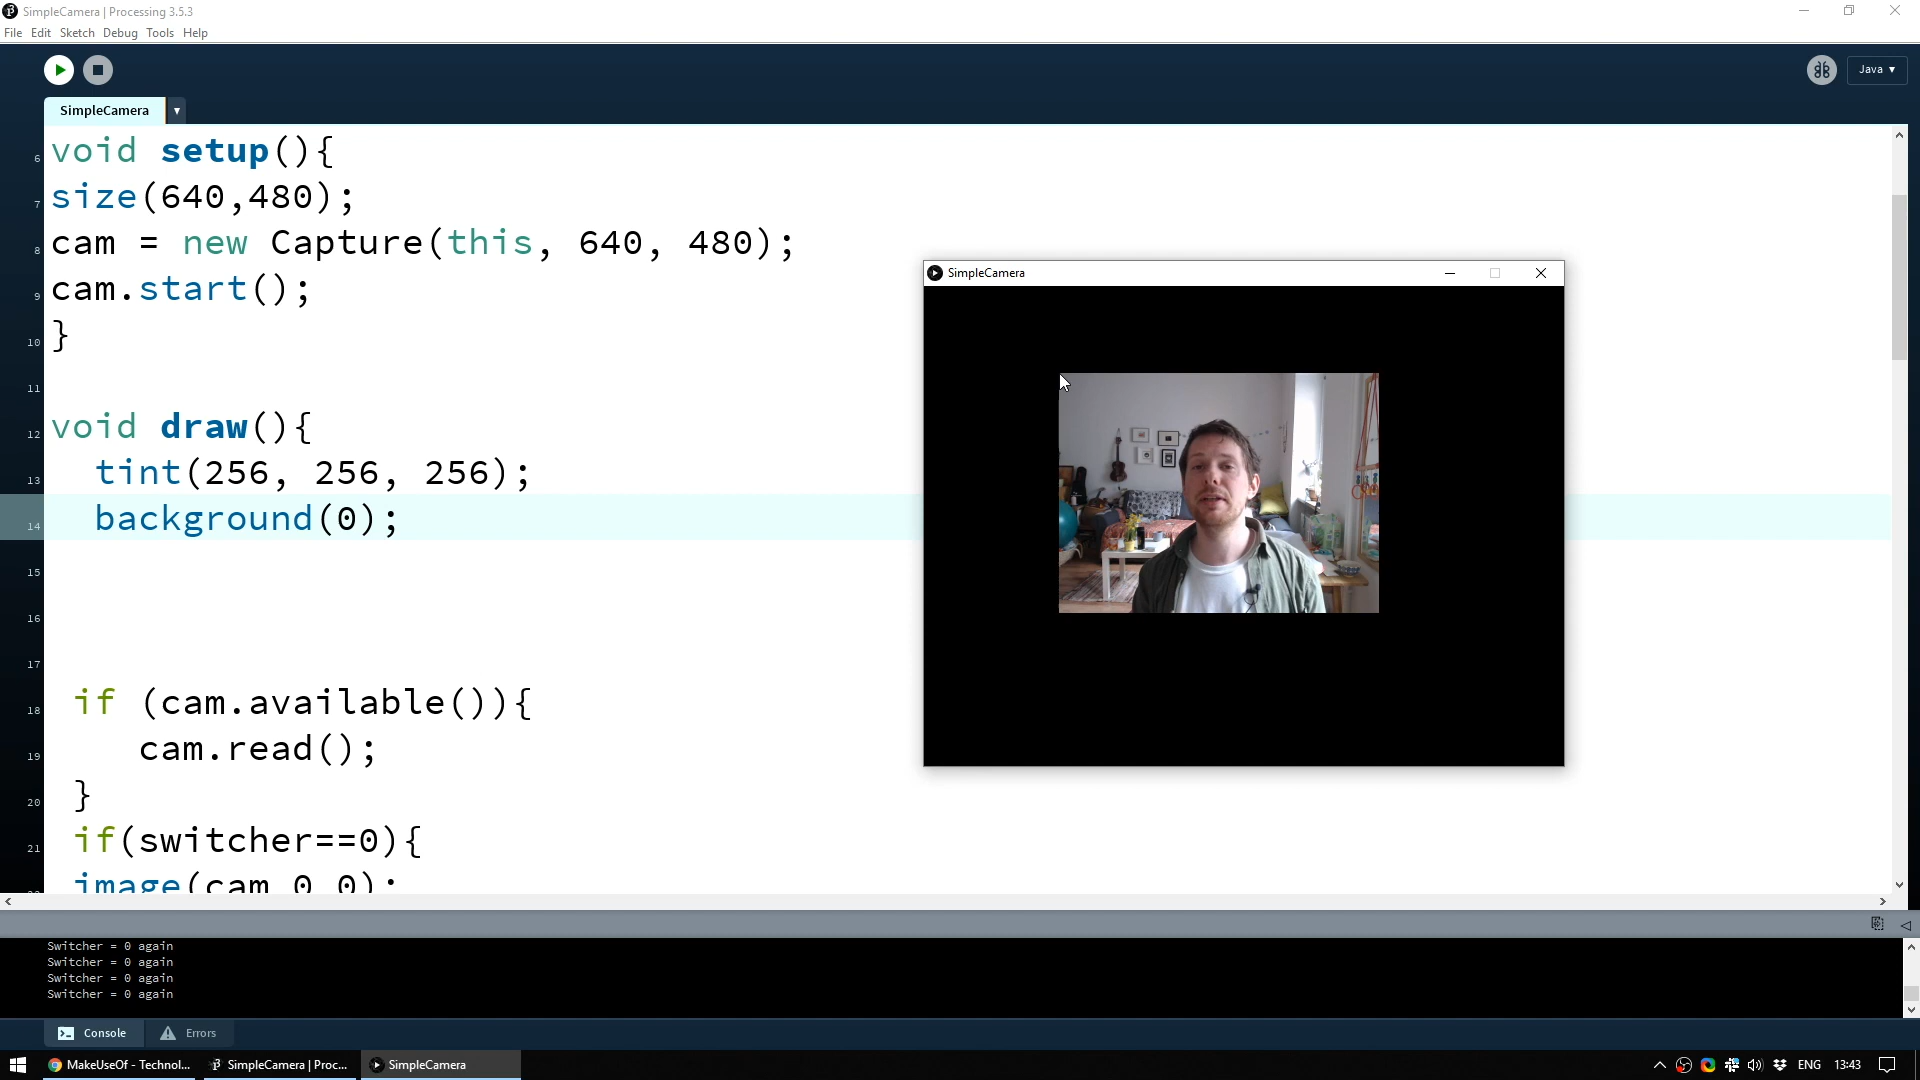 SimpleCamera | Processing 3.5.3
File Edit Sketch Debug Tools Help
Java ▾
SimpleCamera
6 void setup(){
7 size(640,480);
8 cam = new Capture(this, 640, 480);
9 cam.start();
10 }
11
12 void draw(){
13 tint(256, 256, 256);
14 background(0);
15
16
17
18 if (cam.available()){
19 cam.read();
20 }
21 if(switcher==0){
image(cam,0,0);
SimpleCamera
Switcher = 0 again
Switcher = 0 again
Switcher = 0 again
Switcher = 0 again
Console Errors
MakeUseOf - Technol... SimpleCamera | Proc... SimpleCamera ENG 13:43